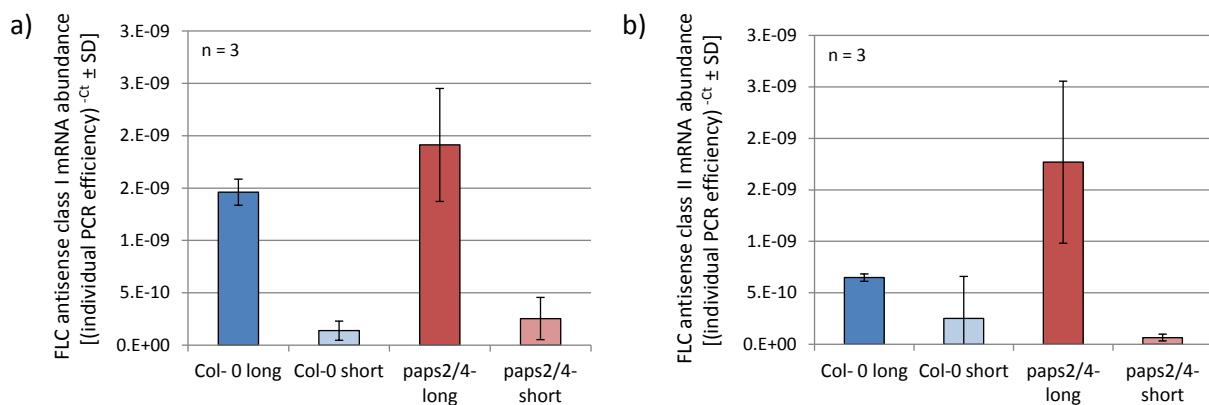 a)
FLC antisense class I mRNA abundance
[(individual PCR efficiency) -Ct ± SD]
3.E-09
3.E-09
2.E-09
2.E-09
1.E-09
5.E-10
0.E+00
n = 3
Col- 0 long
Col-0 short
paps2/4-
long
paps2/4-
short
b)
FLC antisense class II mRNA abundance
[(individual PCR efficiency) -Ct ± SD]
3.E-09
3.E-09
2.E-09
2.E-09
1.E-09
5.E-10
0.E+00
n = 3
Col- 0 long
Col-0 short
paps2/4-
long
paps2/4-
short